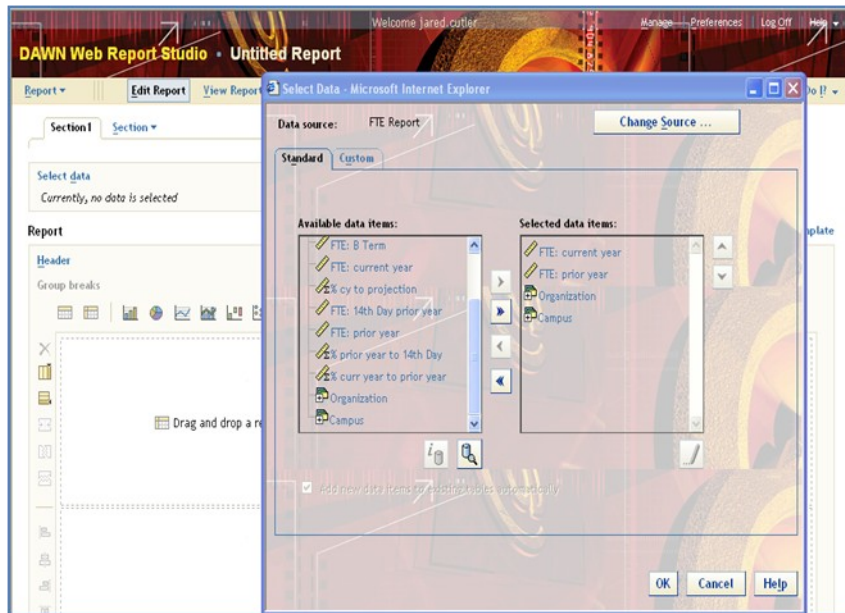 Welcome jared.cutler
Manage Preferences Log Off Help
DAWN Web Report Studio • Untitled Report
Report Edit Report View Report
Do I?
Section1 Section
Select data
Currently, no data is selected
Report
plate
Header
Group breaks
Drag and drop a re
Select Data - Microsoft Internet Explorer
Data source: FTE Report Change Source ...
Standard Custom
Available data items:
FTE: B Term
FTE: current year
% cy to projection
FTE: 14th Day prior year
FTE: prior year
% prior year to 14th Day
% curr year to prior year
Organization
Campus
Selected data items:
FTE: current year
FTE: prior year
Organization
Campus
Add new data items to existing tables automatically
OK Cancel Help